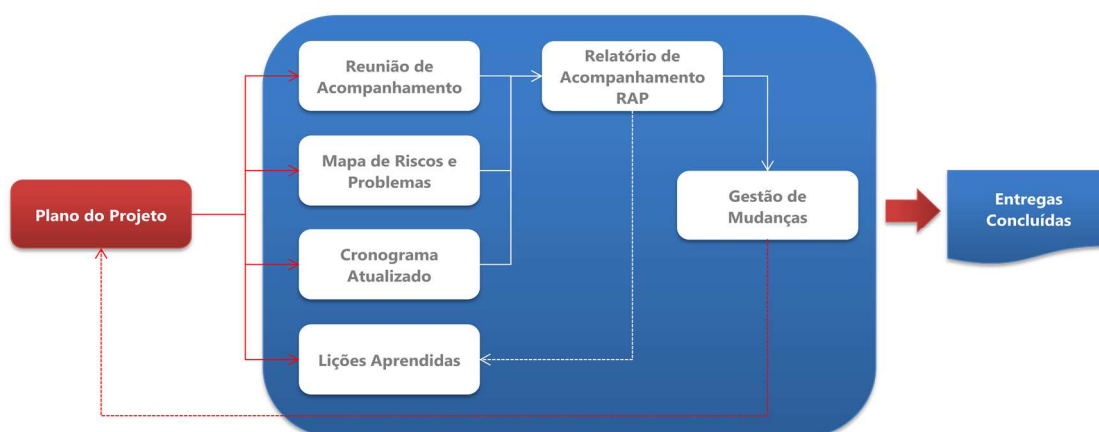 Reunião de
Acompanhamento
Relatório de
Acompanhamento
RAP
Mapa de Riscos e
Problemas
Plano do Projeto
Gestão de
Mudanças
Entregas
Concluídas
Cronograma
Atualizado
Lições Aprendidas